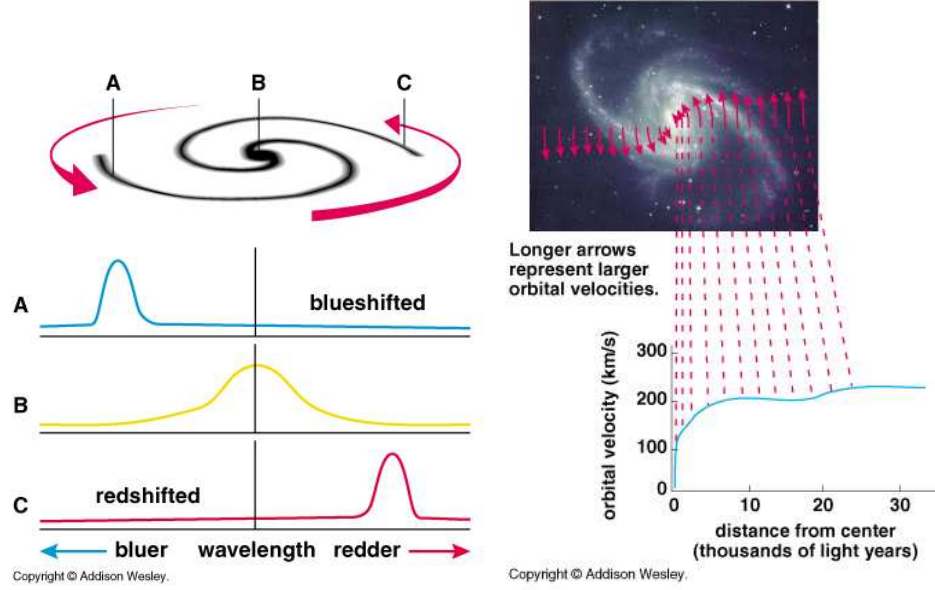 A B C
A
blueshifted
B
C
redshifted
bluer wavelength redder
Copyright © Addison Wesley.
Longer arrows
represent larger
orbital velocities.
orbital velocity (km/s)
300
200
100
0
0 10 20 30
distance from center
(thousands of light years)
Copyright © Addison Wesley.